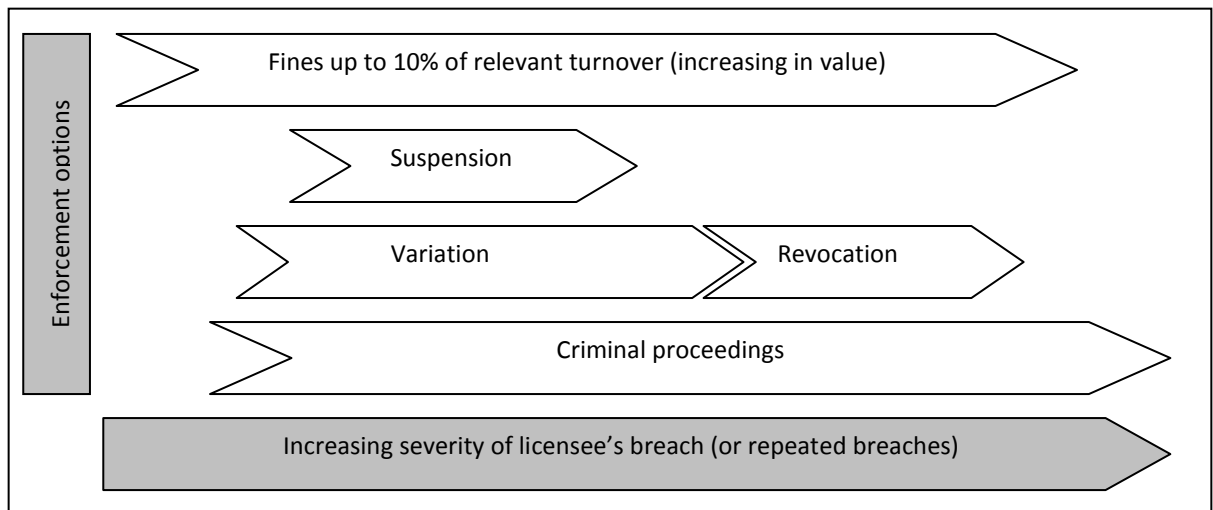 Enforcement options
Fines up to 10% of relevant turnover (increasing in value)
Suspension
Variation
Revocation
Criminal proceedings
Increasing severity of licensee’s breach (or repeated breaches)